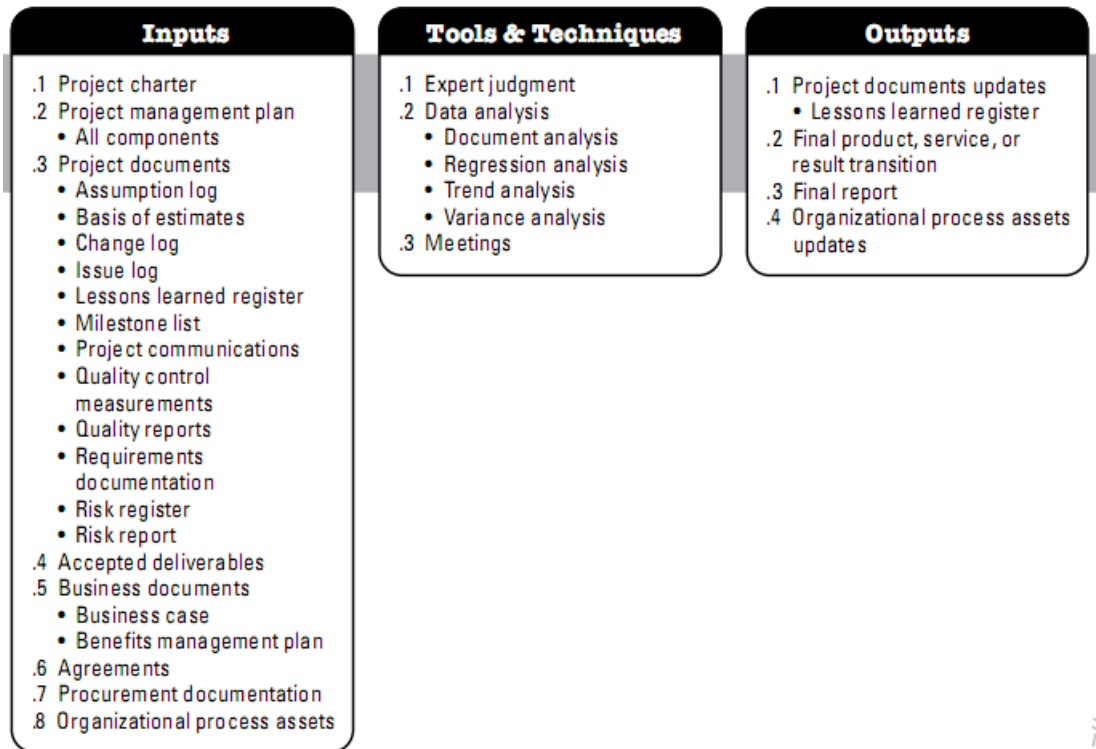 Inputs
.1 Project charter
.2 Project management plan
• All components
.3 Project documents
• Assumption log
• Basis of estimates
• Change log
• Issue log
• Lessons learned register
• Milestone list
• Project communications
• Quality control
measurements
• Quality reports
• Requirements
documentation
• Risk register
• Risk report
.4 Accepted deliverables
.5 Business documents
• Business case
• Benefits management plan
.6 Agreements
.7 Procurement documentation
.8 Organizational process assets
Tools & Techniques
.1 Expert judgment
.2 Data analysis
• Document analysis
• Regression analysis
• Trend analysis
• Variance analysis
.3 Meetings
Outputs
.1 Project documents updates
• Lessons learned register
.2 Final product, service, or
result transition
.3 Final report
.4 Organizational process assets
updates